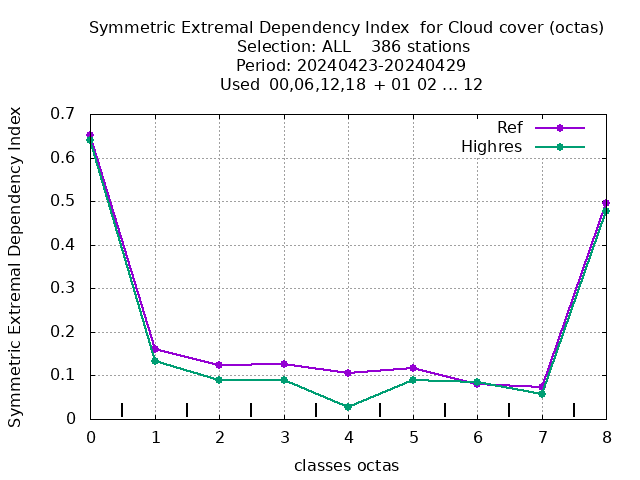 Symmetric Extremal Dependency Index  for Cloud cover (octas)
Selection: ALL    386 stations
Period: 20240423-20240429
Used  00,06,12,18  + 01 02 ... 12
Symmetric Extremal Dependency Index
0.7
0.6
0.5
0.4
0.3
0.2
0.1
0
Ref
Highres
0 1 2 3 4 5 6 7 8
classes octas